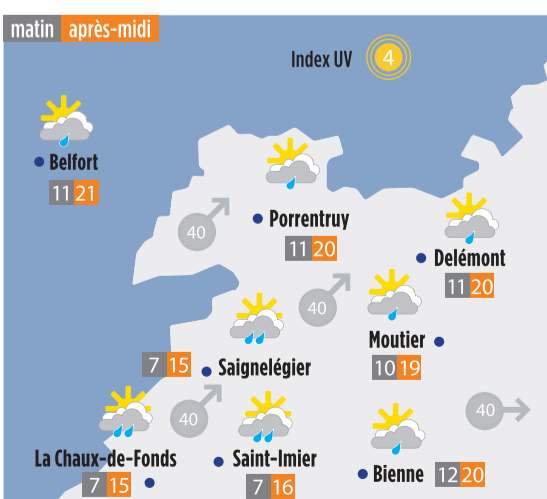 matin après-midi
Index UV 4
Belfort
11 21
40
Porrentruy
11 20
Delémont
11 20
40
Moutier
10 19
7 15 Saignelégier
40
40
La Chaux-de-Fonds
7 15
Saint-Imier
7 16
Bienne 12 20